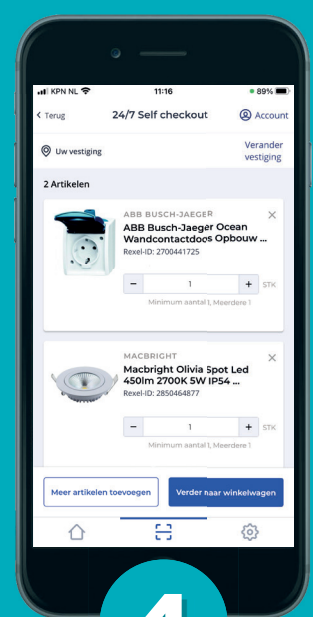 KPN NL 11:16 89%
Terug 24/7 Self checkout Account
Uw vestiging Verander
vestiging
2 Artikelen
ABB BUSCH-JAEGER
ABB Busch-Jaeger Ocean
Wandcontactdoos Opbouw ...
Rexel-ID: 2700441725
− 1 + STK
Minimum aantal 1, Meerdere 1
MACBRIGHT
Macbright Olivia Spot Led
450lm 2700K 5W IP54 ...
Rexel-ID: 2850464877
− 1 + STK
Minimum aantal 1, Meerdere 1
Meer artikelen toevoegen Verder naar winkelwagen
4